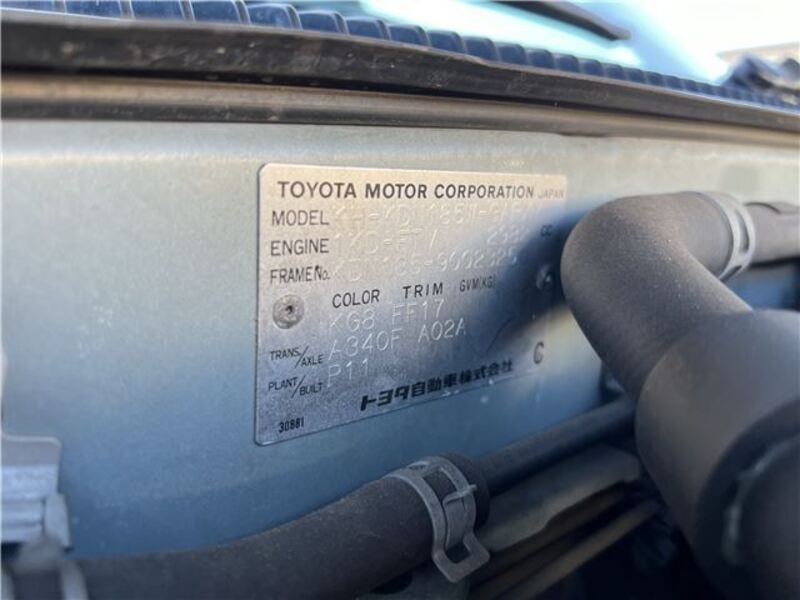 TOYOTA MOTOR CORPORATION JAPAN
MODEL
ENGINE 1KD-FTV CC
FRAME No.
COLOR TRIM GVM(KG)
KG8 FF17
TRANS/AXLE A340F A02A
PLANT/BUILT P11
トヨタ自動車株式会社 C
30881